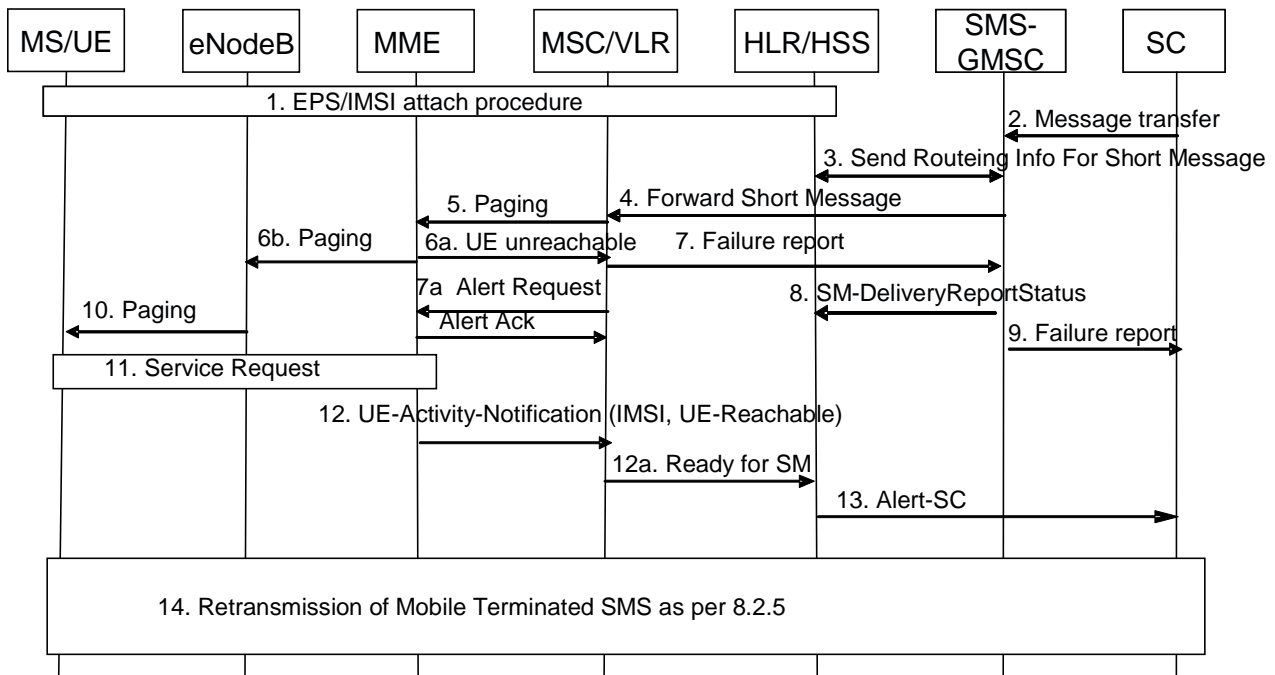 MS/UE
eNodeB
MME
MSC/VLR
HLR/HSS
SMS-
GMSC
SC
1. EPS/IMSI attach procedure
2. Message transfer
3. Send Routeing Info For Short Message
4. Forward Short Message
5. Paging
6b. Paging
6a. UE unreachable
7. Failure report
7a Alert Request
8. SM-DeliveryReportStatus
10. Paging
Alert Ack
9. Failure report
11. Service Request
12. UE-Activity-Notification (IMSI, UE-Reachable)
12a. Ready for SM
13. Alert-SC
14. Retransmission of Mobile Terminated SMS as per 8.2.5